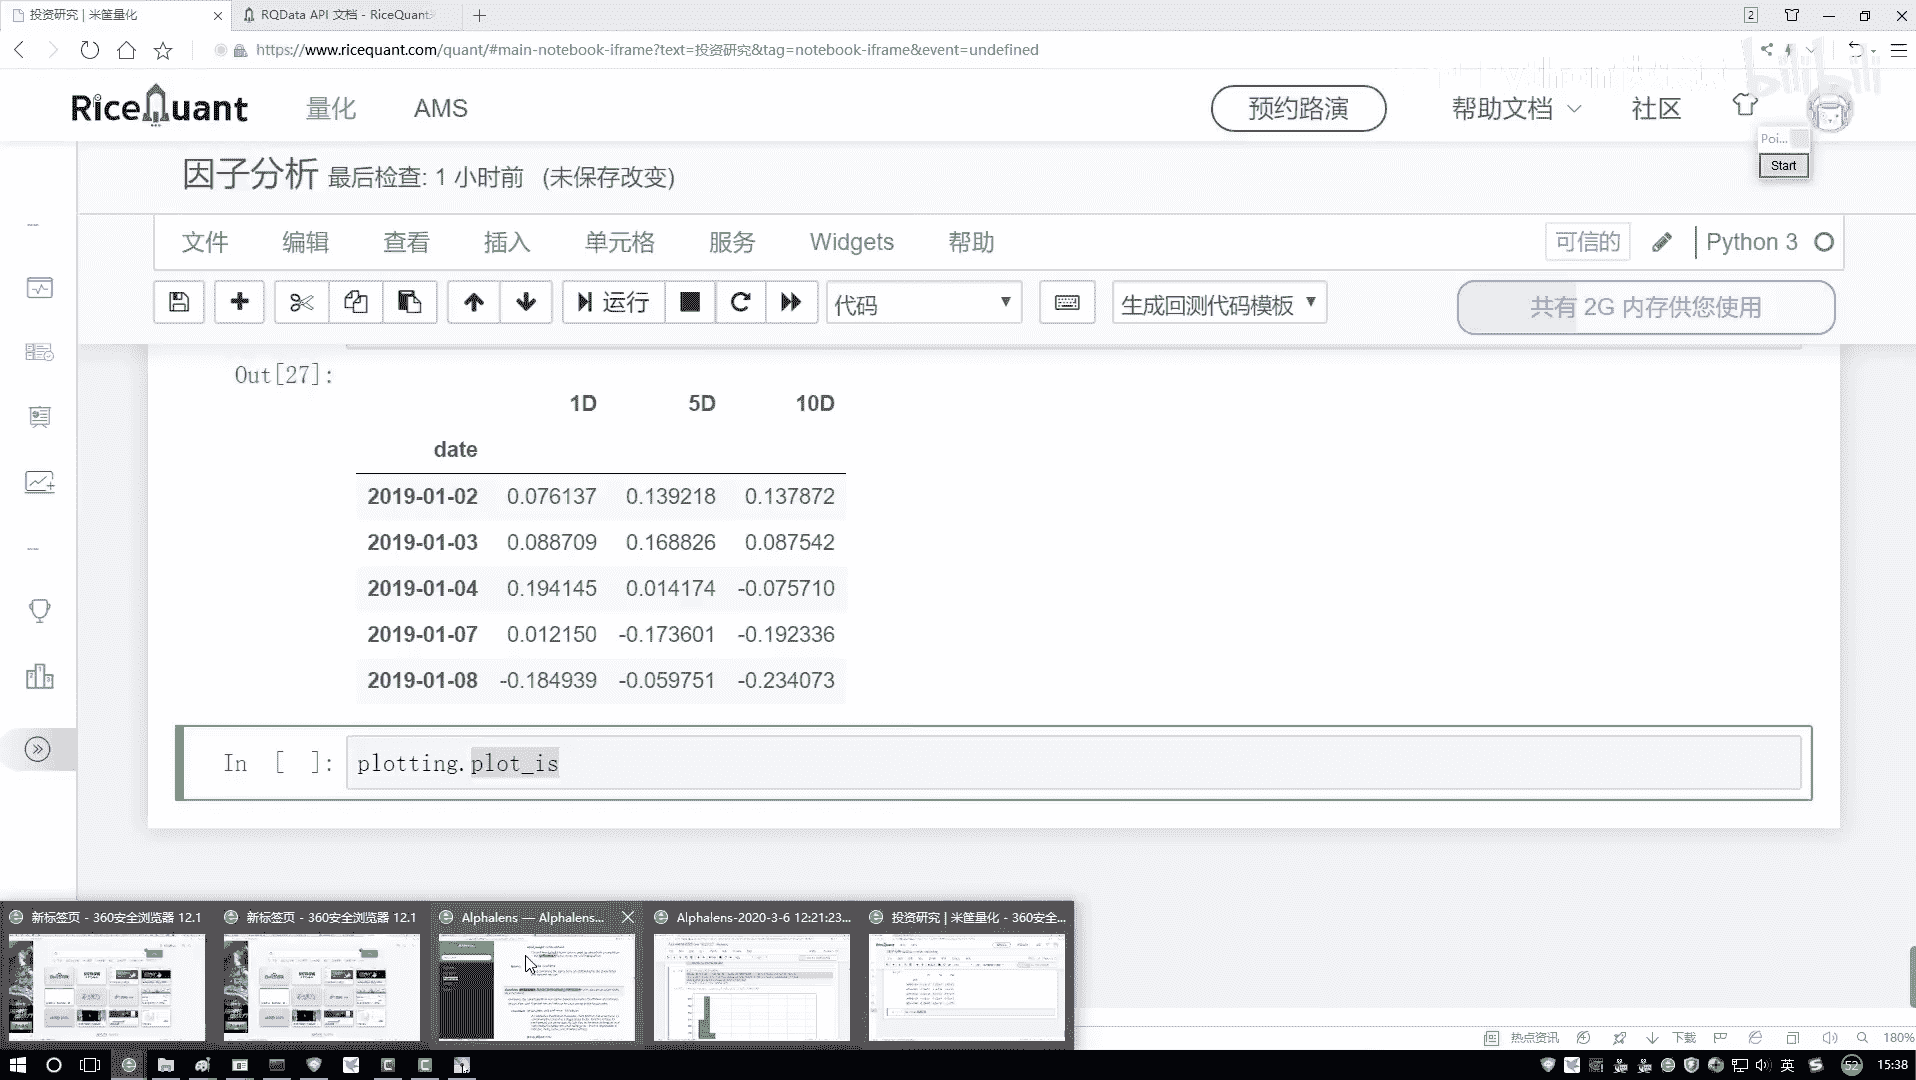 投资研究 | 米筐量化
RQData API 文档 - RiceQuant
2
https://www.ricequant.com/quant/#main-notebook-iframe?text=投资研究&tag=notebook-iframe&event=undefined
bilibili
RiceQuant
量化
AMS
预约路演
帮助文档
社区
Poi...
Start
因子分析 最后检查: 1 小时前 (未保存改变)
文件 编辑 查看 插入 单元格 服务 Widgets 帮助
可信的
Python 3
运行
代码
生成回测代码模板
共有 2G 内存供您使用
Out[27]:
1D 5D 10D
date
2019-01-02 0.076137 0.139218 0.137872
2019-01-03 0.088709 0.168826 0.087542
2019-01-04 0.194145 0.014174 -0.075710
2019-01-07 0.012150 -0.173601 -0.192336
2019-01-08 -0.184939 -0.059751 -0.234073
In [ ]: plotting.plot_is
新标签页 - 360安全浏览器 12.1
新标签页 - 360安全浏览器 12.1
Alphalens — Alphalens...
Alphalens-2020-3-6 12:21:23...
投资研究 | 米筐量化 - 360安全...
热点资讯
下载
180%
英
52
15:38